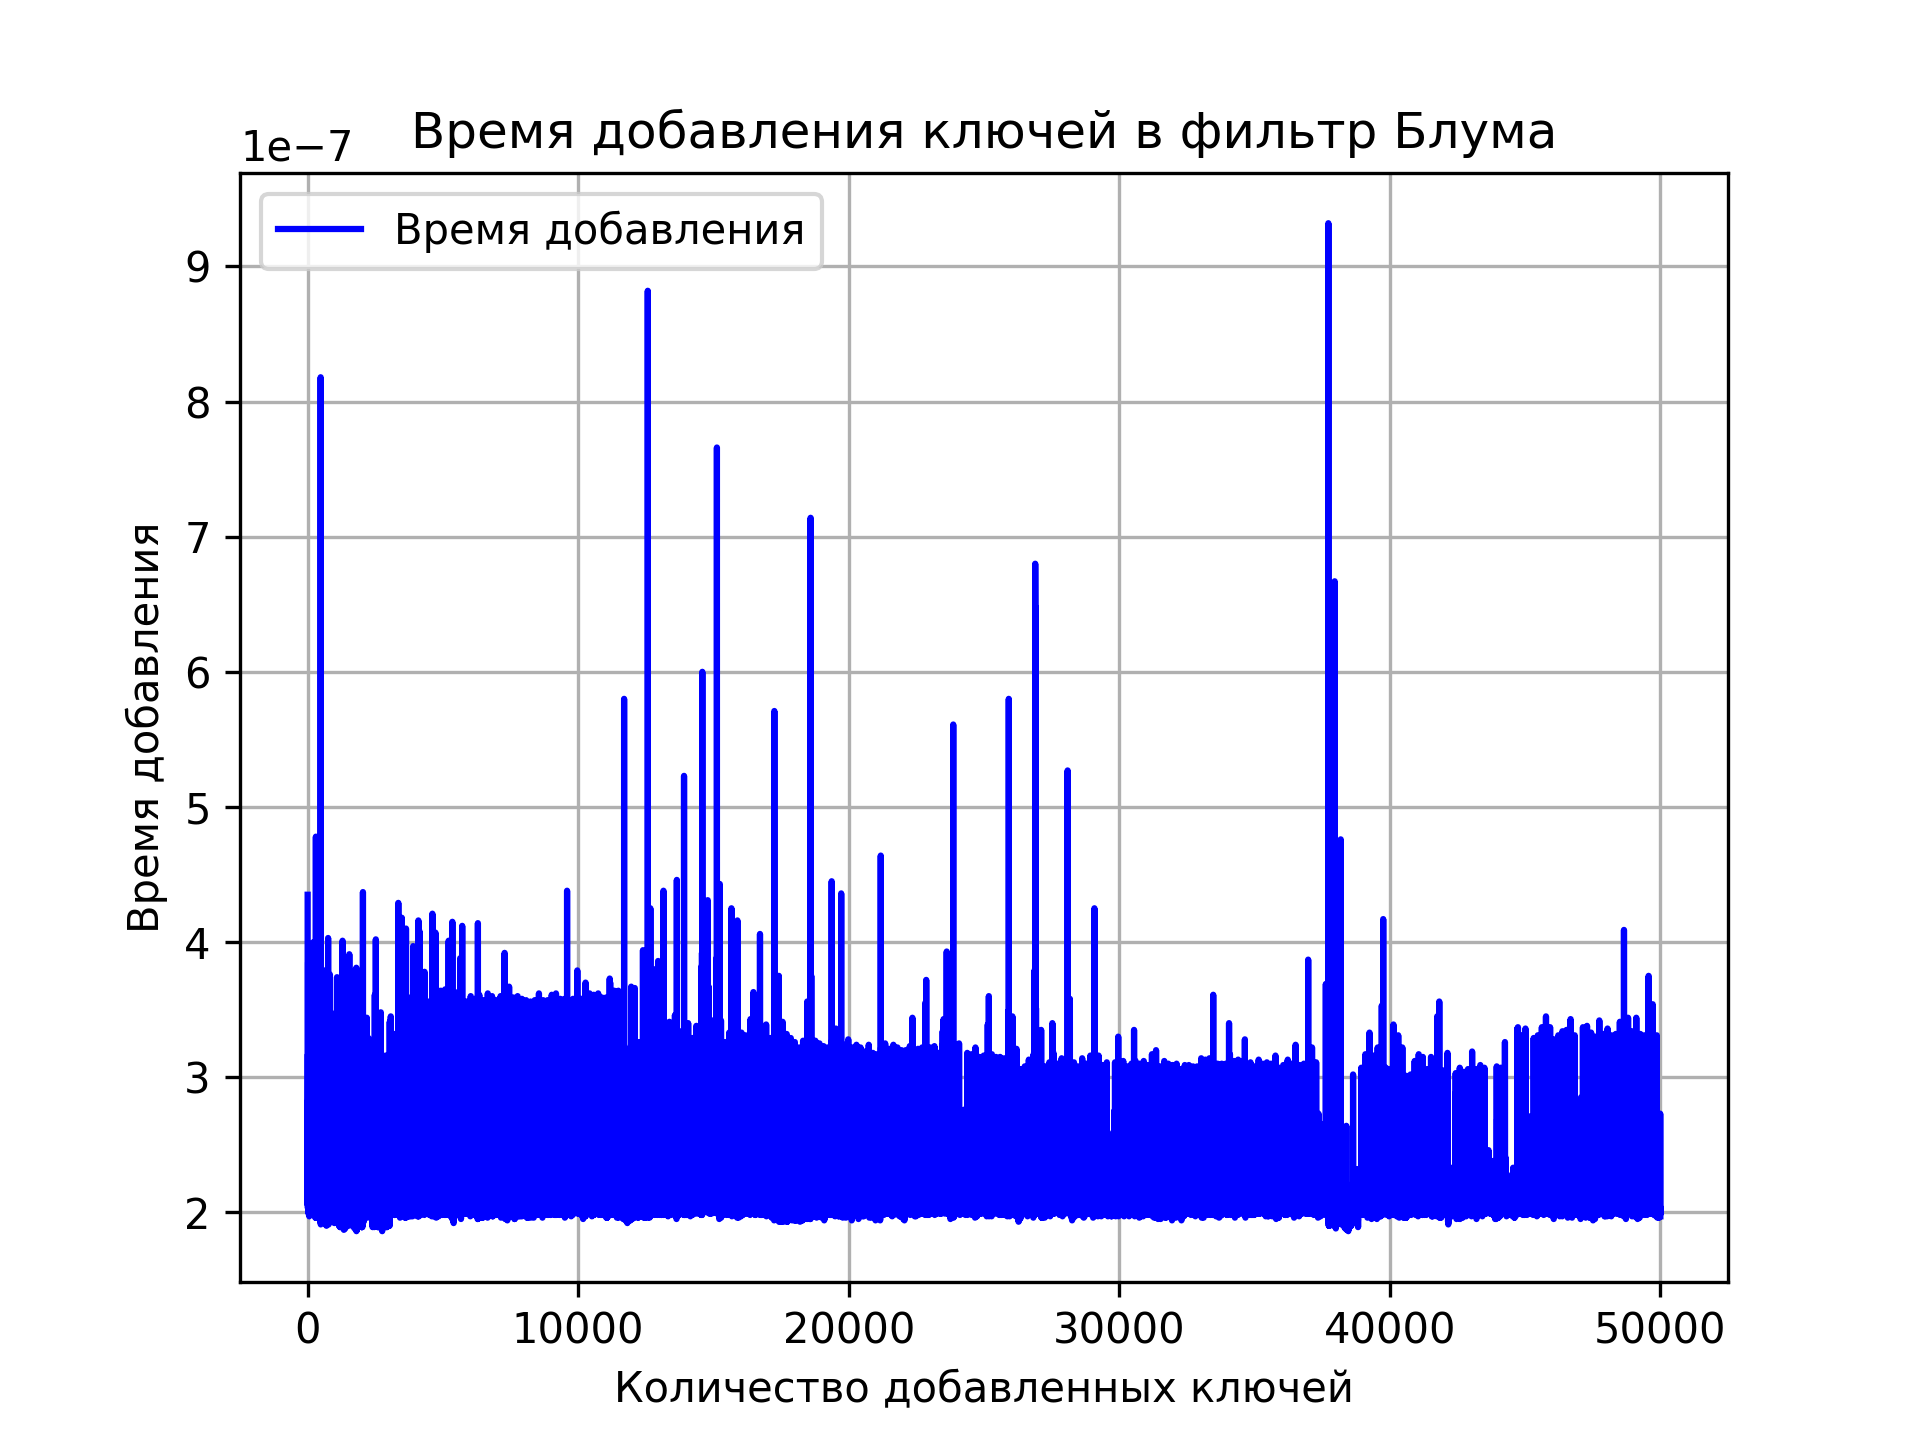 Время добавления ключей в фильтр Блума
1e−7
Время добавления
9
8
7
6
5
4
3
2
Время добавления
0 10000 20000 30000 40000 50000
Количество добавленных ключей